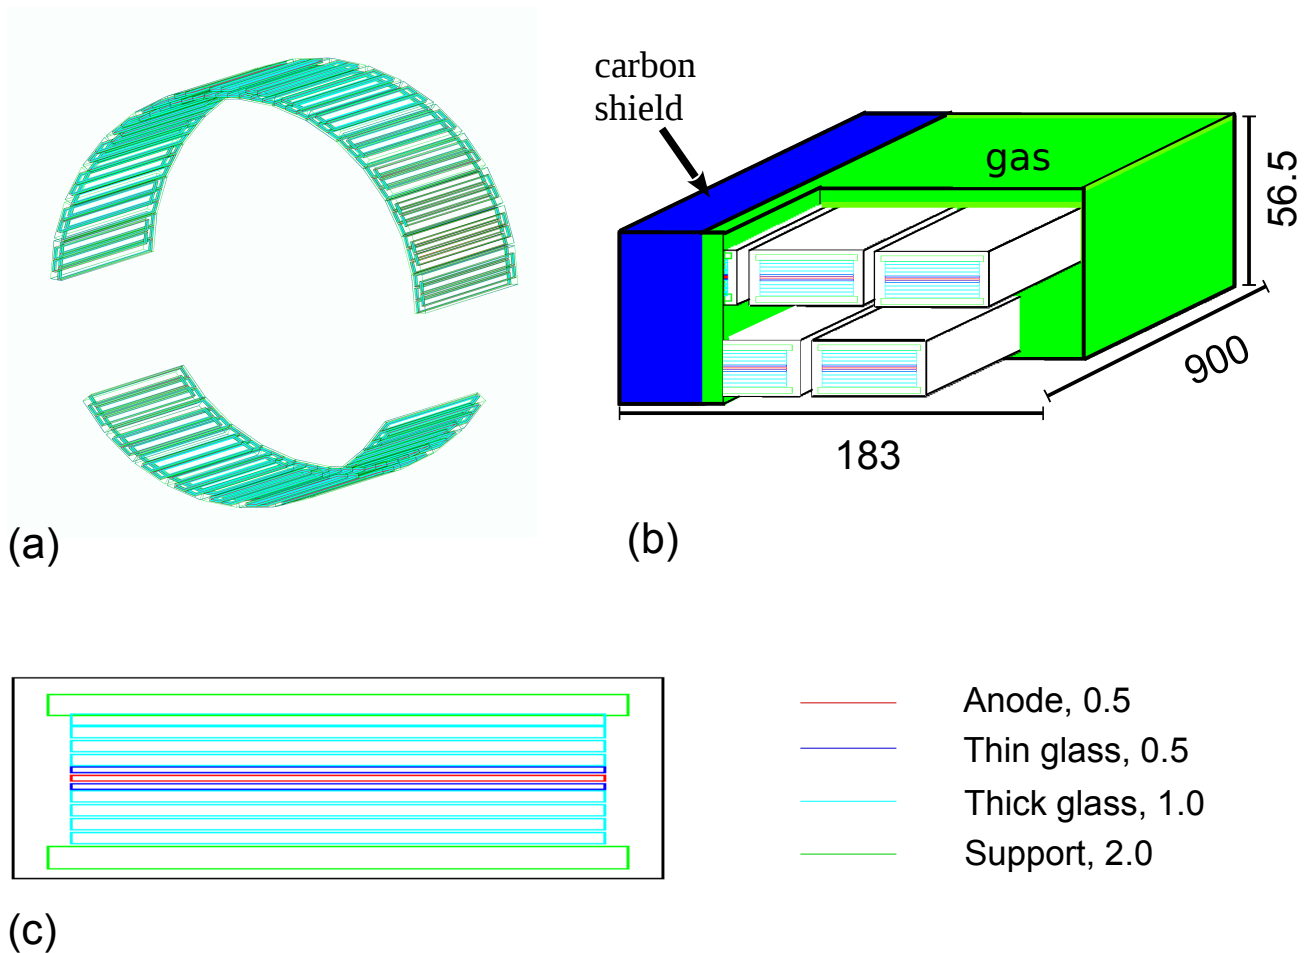 carbon
shield
gas
56.5
900
183
(a)
(b)
Anode, 0.5
Thin glass, 0.5
Thick glass, 1.0
Support, 2.0
(c)